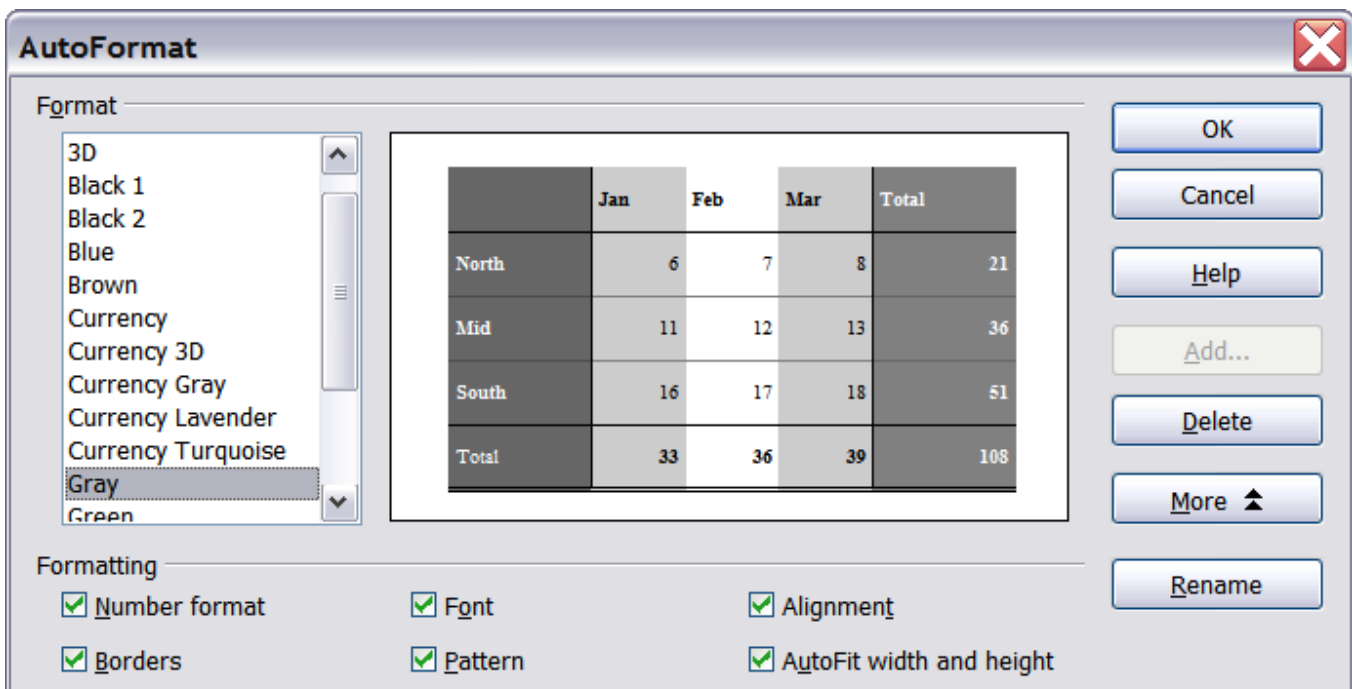 AutoFormat
Format
3D
Black 1
Black 2
Blue
Brown
Currency
Currency 3D
Currency Gray
Currency Lavender
Currency Turquoise
Gray
Green
Jan Feb Mar Total
North 6 7 8 21
Mid 11 12 13 36
South 16 17 18 51
Total 33 36 39 108
OK
Cancel
Help
Add...
Delete
More
Rename
Formatting
Number format Font Alignment
Borders Pattern AutoFit width and height